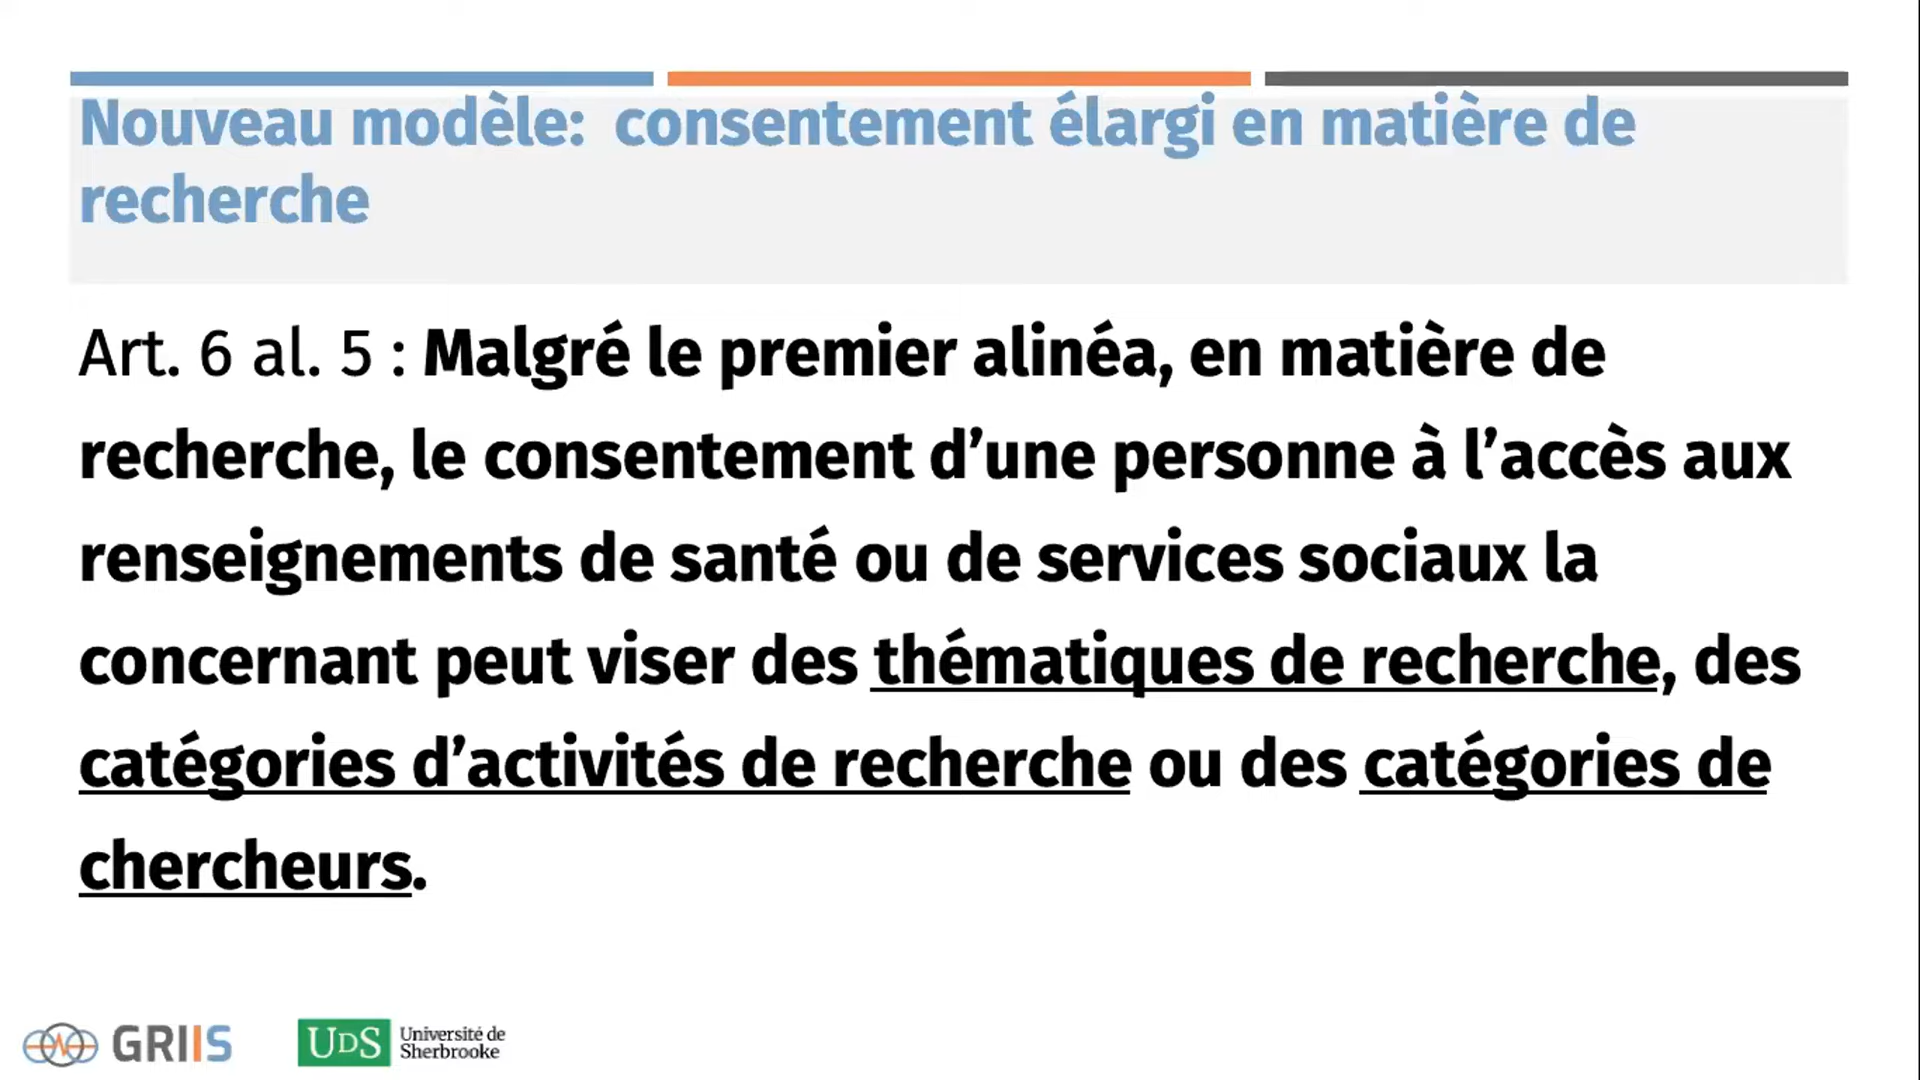 Nouveau modèle:  consentement élargi en matière de
recherche
Art. 6 al. 5 : Malgré le premier alinéa, en matière de
recherche, le consentement d’une personne à l’accès aux
renseignements de santé ou de services sociaux la
concernant peut viser des thématiques de recherche, des
catégories d’activités de recherche ou des catégories de
chercheurs.
GRIIS
UDS
Université de
Sherbrooke